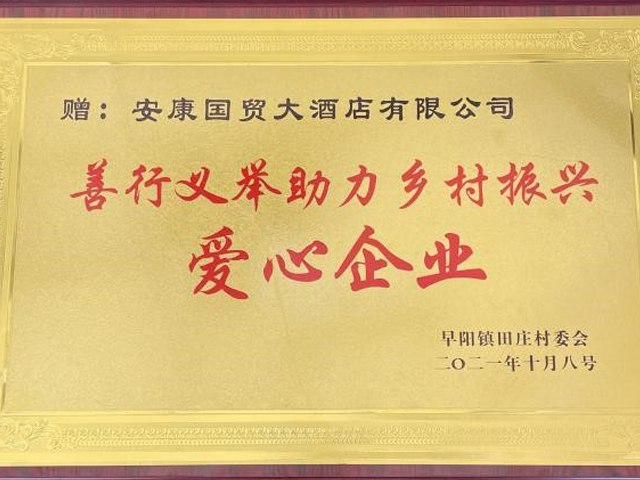 赠：安康国贸大酒店有限公司
善行义举助力乡村振兴
爱心企业
早阳镇田庄村委会
二〇二一年十月八号